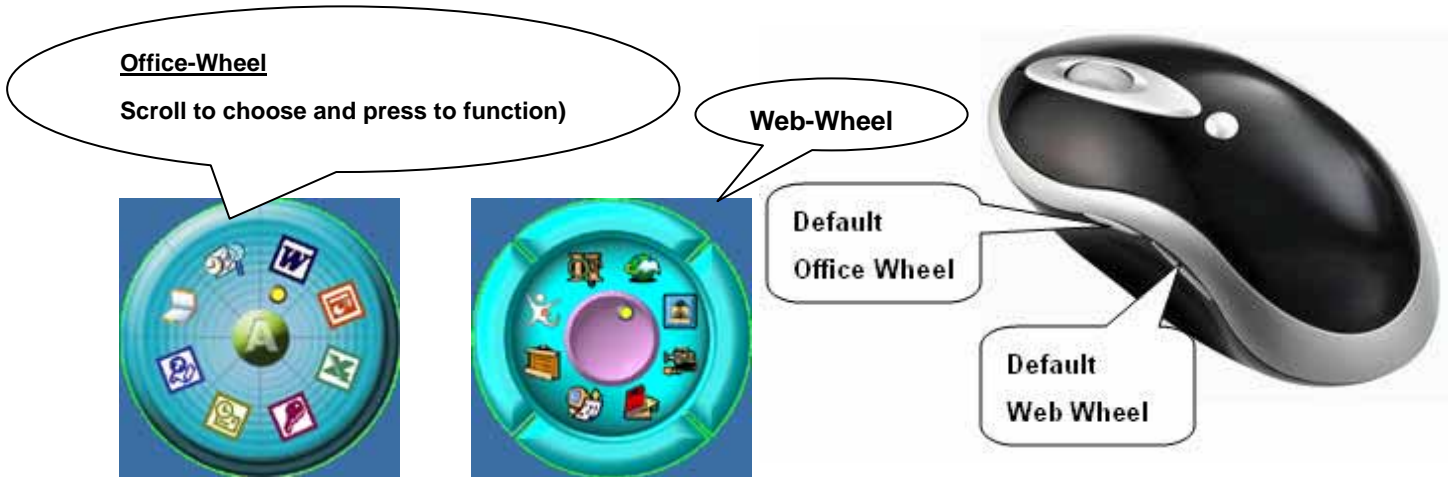 Office-Wheel
Scroll to choose and press to function)
Web-Wheel
W
A
Default
Office Wheel
Default
Web Wheel